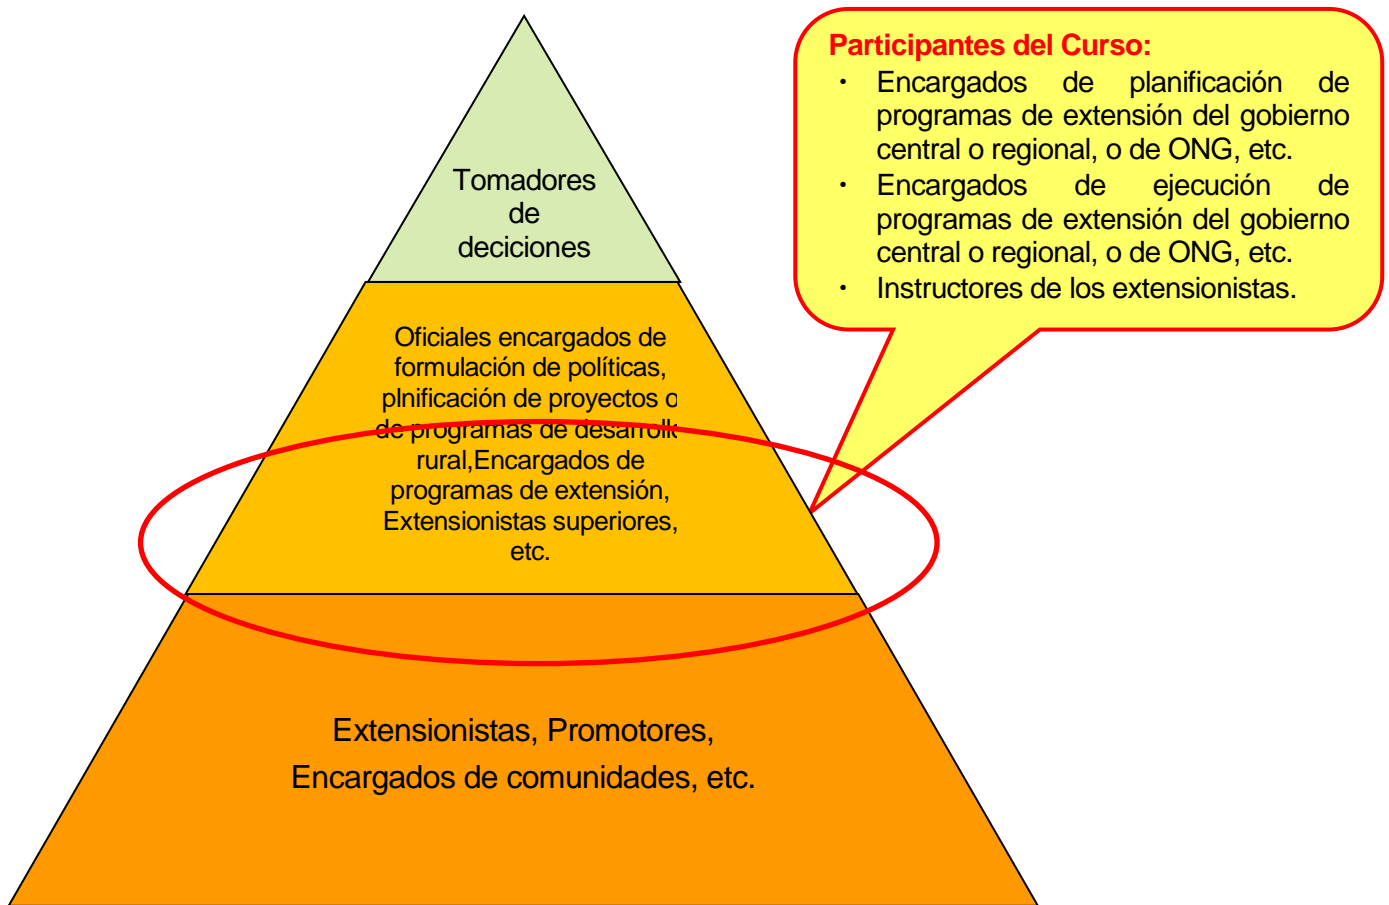 Tomadores
de
deciciones
Oficiales encargados de
formulación de políticas,
plnificación de proyectos o
de programas de desarrollo
rural,Encargados de
programas de extensión,
Extensionistas superiores,
etc.
Extensionistas, Promotores,
Encargados de comunidades, etc.
Participantes del Curso:
・ Encargados de planificación de
programas de extensión del gobierno
central o regional, o de ONG, etc.
・ Encargados de ejecución de
programas de extensión del gobierno
central o regional, o de ONG, etc.
・ Instructores de los extensionistas.